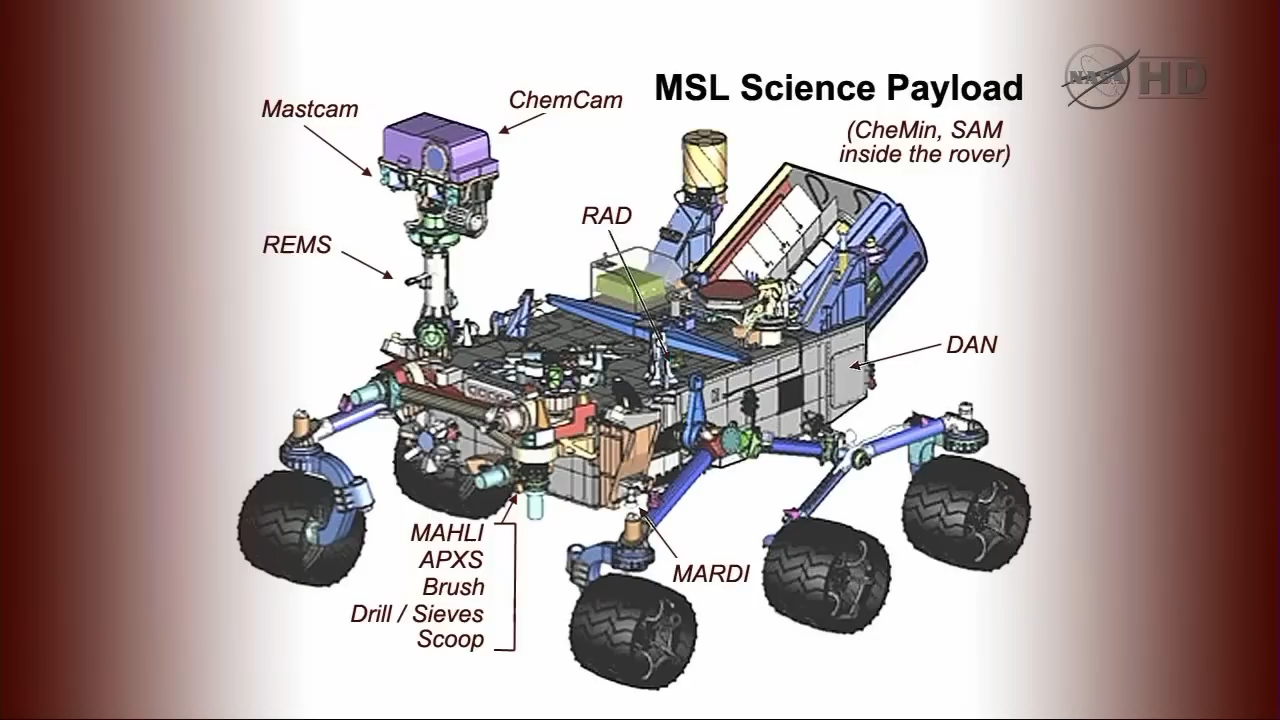 MSL Science Payload
(CheMin, SAM
inside the rover)
NASA HD
Mastcam
ChemCam
RAD
REMS
DAN
MAHLI
APXS
Brush
Drill / Sieves
Scoop
MARDI